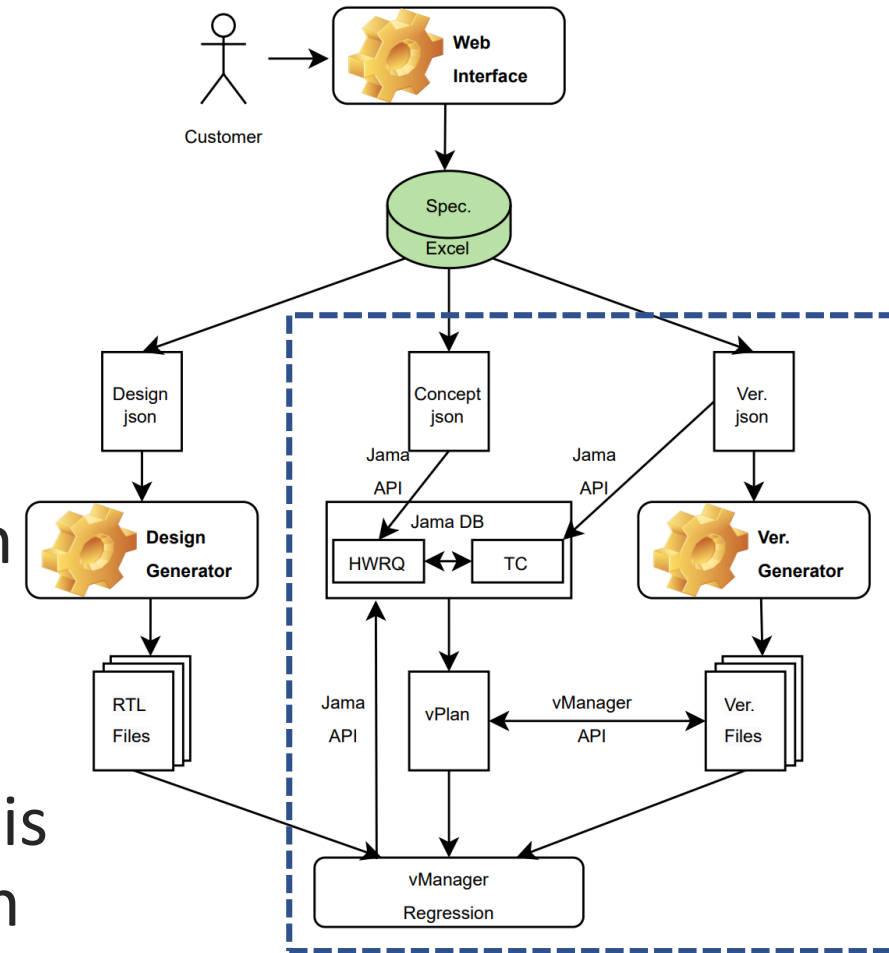 Web
Interface
Customer
Spec.
Excel
Design
json
Concept
json
Ver.
json
Jama
API
Jama
API
Jama DB
HWRQ
TC
Design
Generator
Ver.
Generator
n
RTL
Files
Jama
API
vPlan
vManager
API
Ver.
Files
is
n
vManager
Regression